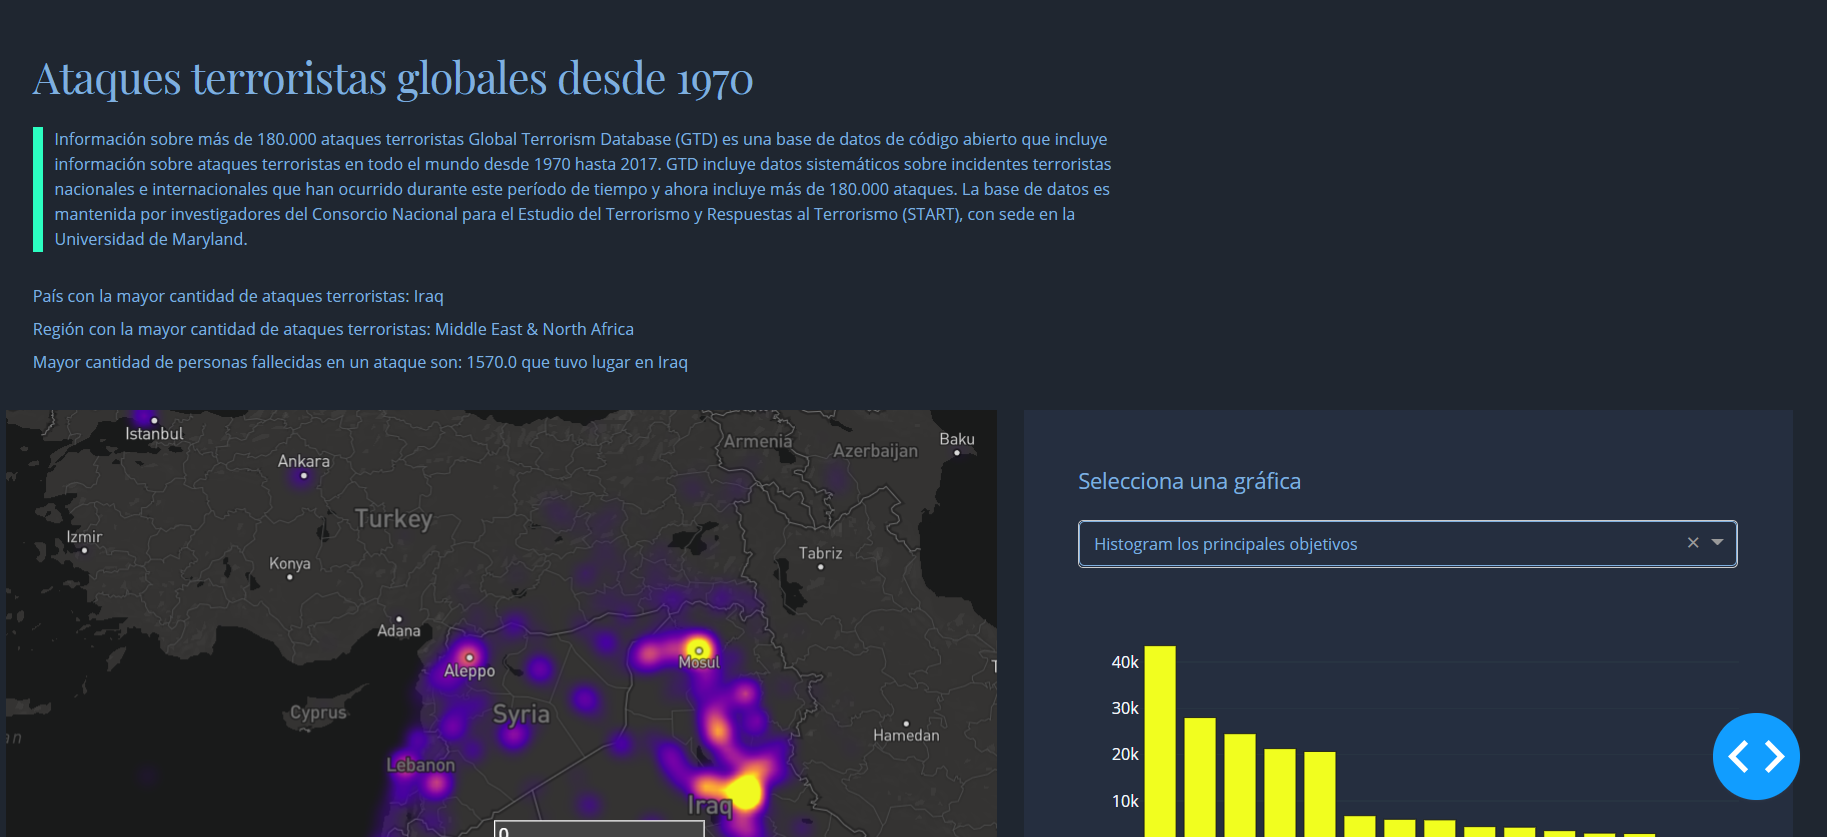 Ataques terroristas globales desde 1970
Información sobre más de 180.000 ataques terroristas Global Terrorism Database (GTD) es una base de datos de código abierto que incluye
información sobre ataques terroristas en todo el mundo desde 1970 hasta 2017. GTD incluye datos sistemáticos sobre incidentes terroristas
nacionales e internacionales que han ocurrido durante este período de tiempo y ahora incluye más de 180.000 ataques. La base de datos es
mantenida por investigadores del Consorcio Nacional para el Estudio del Terrorismo y Respuestas al Terrorismo (START), con sede en la
Universidad de Maryland.
País con la mayor cantidad de ataques terroristas: Iraq
Región con la mayor cantidad de ataques terroristas: Middle East & North Africa
Mayor cantidad de personas fallecidas en un ataque son: 1570.0 que tuvo lugar en Iraq
Istanbul
Armenia
Baku
Azerbaijan
Ankara
Turkey
Izmir
Tabriz
Konya
Adana
Mosul
Aleppo
Cyprus
Syria
Hamedan
Lebanon
Iraq
0
Selecciona una gráfica
Histogram los principales objetivos
40k
30k
20k
10k